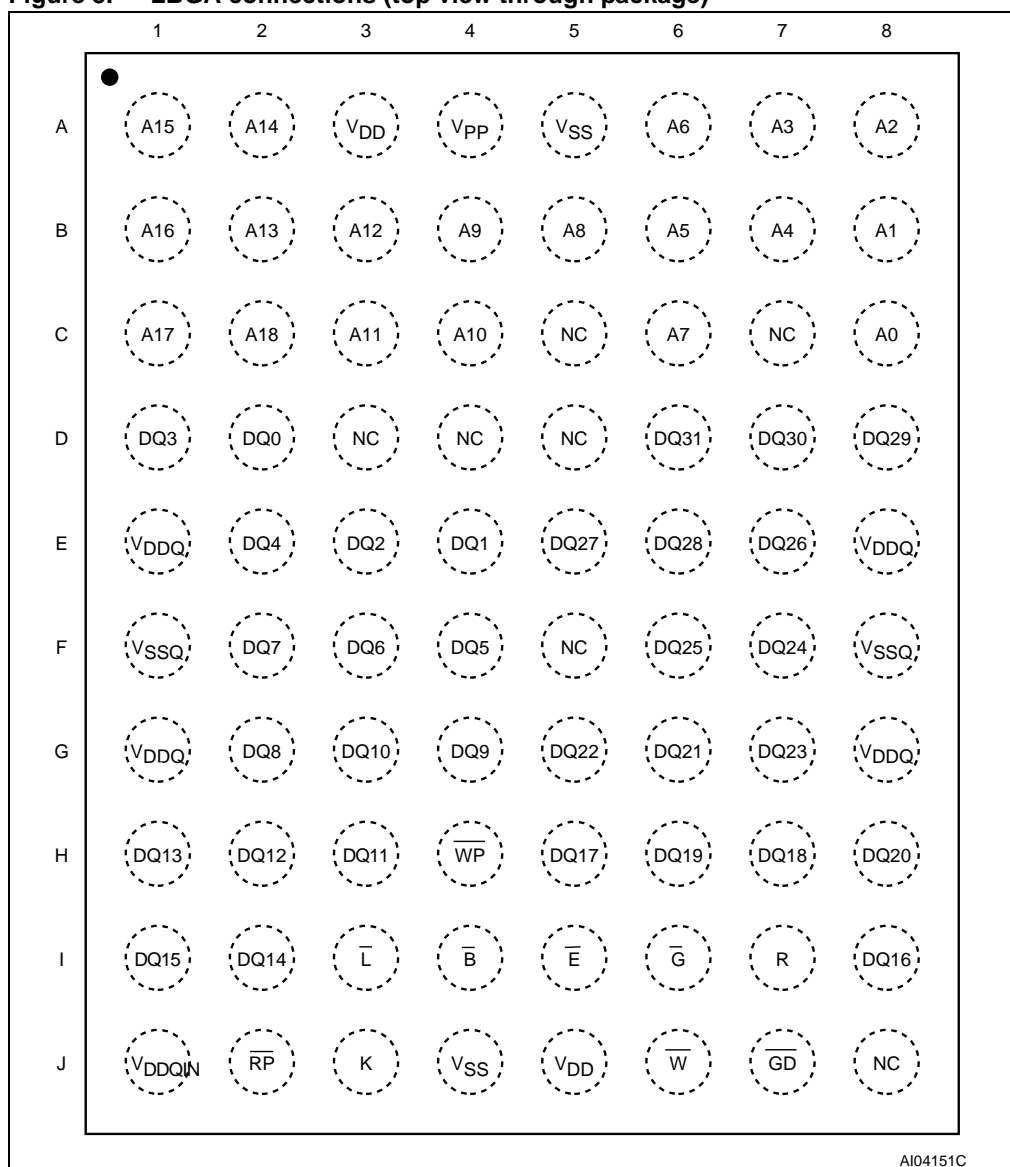 Figure 3. LBGA connections (top view through package)
1 2 3 4 5 6 7 8
A A15 A14 VDD VPP VSS A6 A3 A2
B A16 A13 A12 A9 A8 A5 A4 A1
C A17 A18 A11 A10 NC A7 NC A0
D DQ3 DQ0 NC NC NC DQ31 DQ30 DQ29
E VDDQ DQ4 DQ2 DQ1 DQ27 DQ28 DQ26 VDDQ
F VSSQ DQ7 DQ6 DQ5 NC DQ25 DQ24 VSSQ
G VDDQ DQ8 DQ10 DQ9 DQ22 DQ21 DQ23 VDDQ
H DQ13 DQ12 DQ11 W̅P̅ DQ17 DQ19 DQ18 DQ20
I DQ15 DQ14 L̅ B̅ E̅ G̅ R DQ16
J VDDQIN R̅P̅ K VSS VDD W̅ G̅D̅ NC
AI04151C